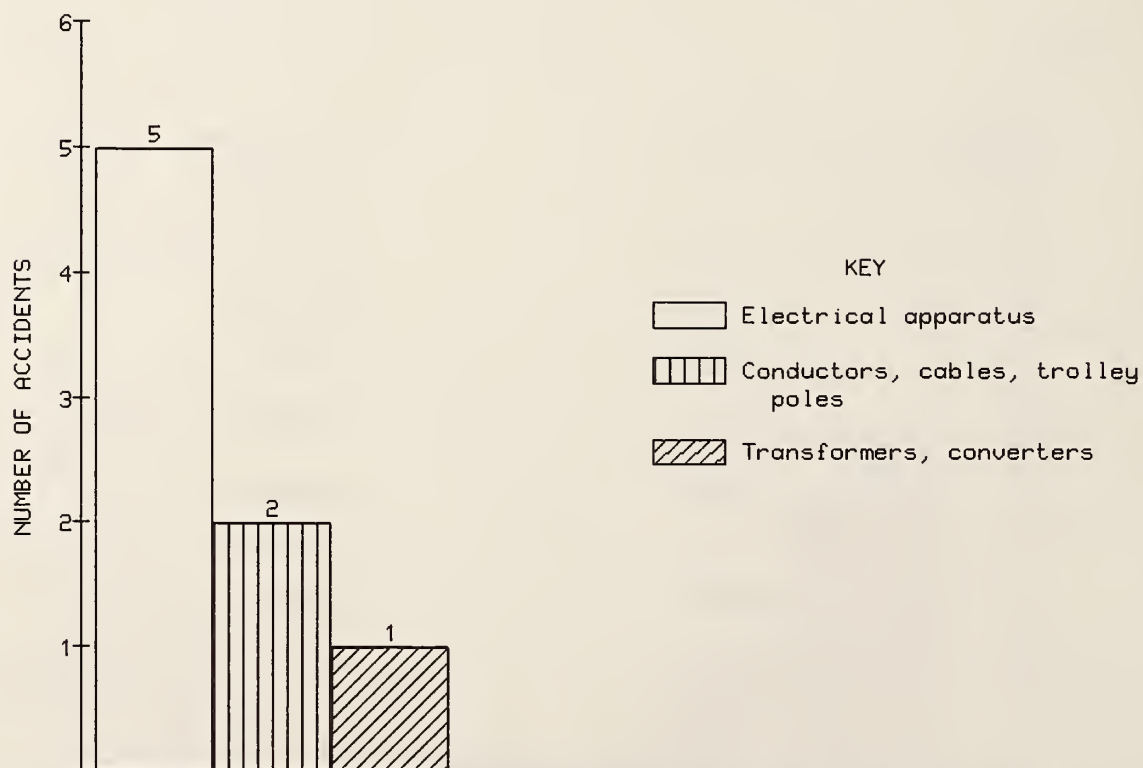 6
5
5
4
3
2
2
1
1
NUMBER OF ACCIDENTS
KEY
Electrical apparatus
Conductors, cables, trolley
poles
Transformers, converters